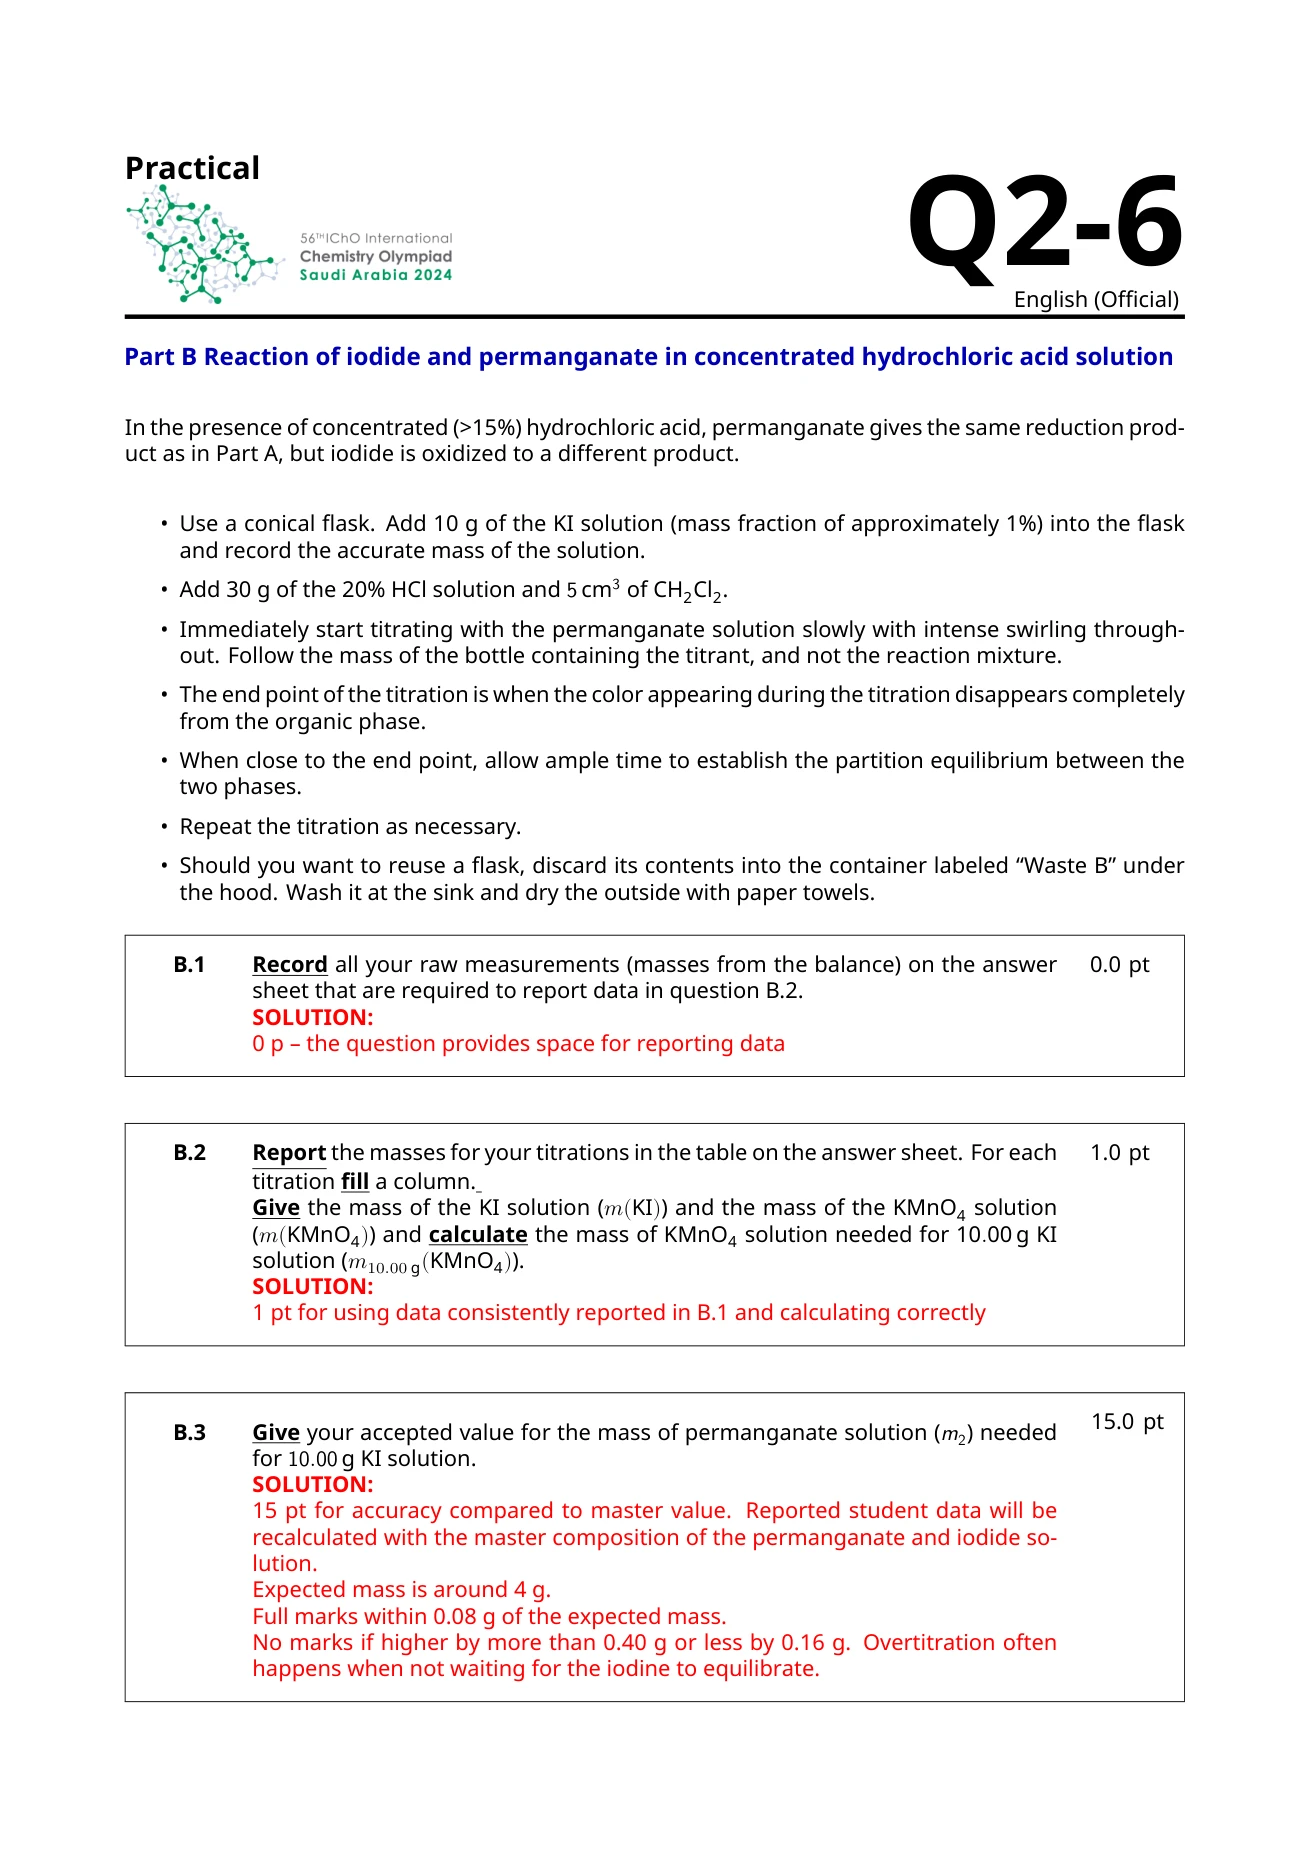 Practical
56THIChO International
Chemistry Olympiad
Saudi Arabia 2024
Q2-6
English (Official)
Part B Reaction of iodide and permanganate in concentrated hydrochloric acid solution
In the presence of concentrated (>15%) hydrochloric acid, permanganate gives the same reduction prod-
uct as in Part A, but iodide is oxidized to a different product.
• Use a conical flask. Add 10 g of the KI solution (mass fraction of approximately 1%) into the flask
and record the accurate mass of the solution.
• Add 30 g of the 20% HCl solution and 5 cm³ of CH₂Cl₂.
• Immediately start titrating with the permanganate solution slowly with intense swirling through-
out. Follow the mass of the bottle containing the titrant, and not the reaction mixture.
• The end point of the titration is when the color appearing during the titration disappears completely
from the organic phase.
• When close to the end point, allow ample time to establish the partition equilibrium between the
two phases.
• Repeat the titration as necessary.
• Should you want to reuse a flask, discard its contents into the container labeled “Waste B” under
the hood. Wash it at the sink and dry the outside with paper towels.
B.1 Record all your raw measurements (masses from the balance) on the answer 0.0 pt
sheet that are required to report data in question B.2.
SOLUTION:
0 p – the question provides space for reporting data
B.2 Report the masses for your titrations in the table on the answer sheet. For each 1.0 pt
titration fill a column.
Give the mass of the KI solution (m(KI)) and the mass of the KMnO₄ solution
(m(KMnO₄)) and calculate the mass of KMnO₄ solution needed for 10.00 g KI
solution (m₁₀.₀₀ g(KMnO₄)).
SOLUTION:
1 pt for using data consistently reported in B.1 and calculating correctly
B.3 Give your accepted value for the mass of permanganate solution (m₂) needed 15.0 pt
for 10.00 g KI solution.
SOLUTION:
15 pt for accuracy compared to master value. Reported student data will be
recalculated with the master composition of the permanganate and iodide so-
lution.
Expected mass is around 4 g.
Full marks within 0.08 g of the expected mass.
No marks if higher by more than 0.40 g or less by 0.16 g. Overtitration often
happens when not waiting for the iodine to equilibrate.